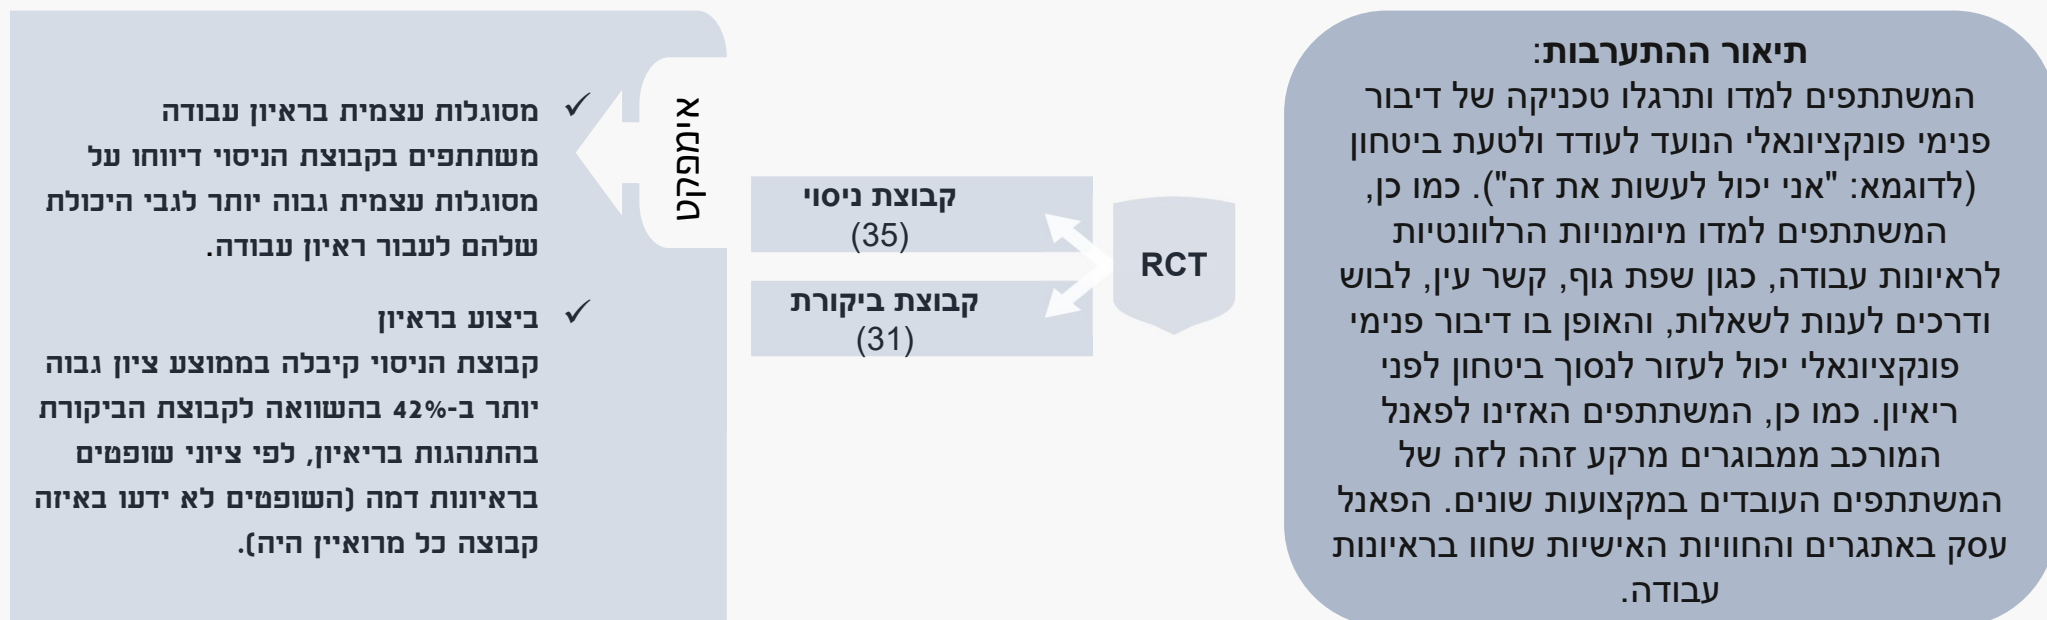 תיאור ההתערבות:
המשתתפים למדו ותרגלו טכניקה של דיבור
פנימי פונקציונאלי הנועד לעודד ולטעת ביטחון
(לדוגמא: "אני יכול לעשות את זה"). כמו כן,
המשתתפים למדו מיומנויות הרלוונטיות
לראיונות עבודה, כגון שפת גוף, קשר עין, לבוש
ודרכים לענות לשאלות, והאופן בו דיבור פנימי
פונקציונאלי יכול לעזור לנסוך ביטחון לפני
ריאיון. כמו כן, המשתתפים האזינו לפאנל
המורכב ממבוגרים מרקע זהה לזה של
המשתתפים העובדים במקצועות שונים. הפאנל
עסק באתגרים והחוויות האישיות שחוו בראיונות
עבודה.
RCT
קבוצת ניסוי
(35)
קבוצת ביקורת
(31)
אימפקט
✓ מסוגלות עצמית בראיון עבודה
משתתפים בקבוצת הניסוי דיווחו על
מסוגלות עצמית גבוה יותר לגבי היכולת
שלהם לעבור ראיון עבודה.
✓ ביצוע בראיון
קבוצת הניסוי קיבלה בממוצע ציון גבוה
יותר ב-42% בהשוואה לקבוצת הביקורת
בהתנהגות בריאיון, לפי ציוני שופטים
בראיונות דמה (השופטים לא ידעו באיזה
קבוצה כל מרואיין היה).